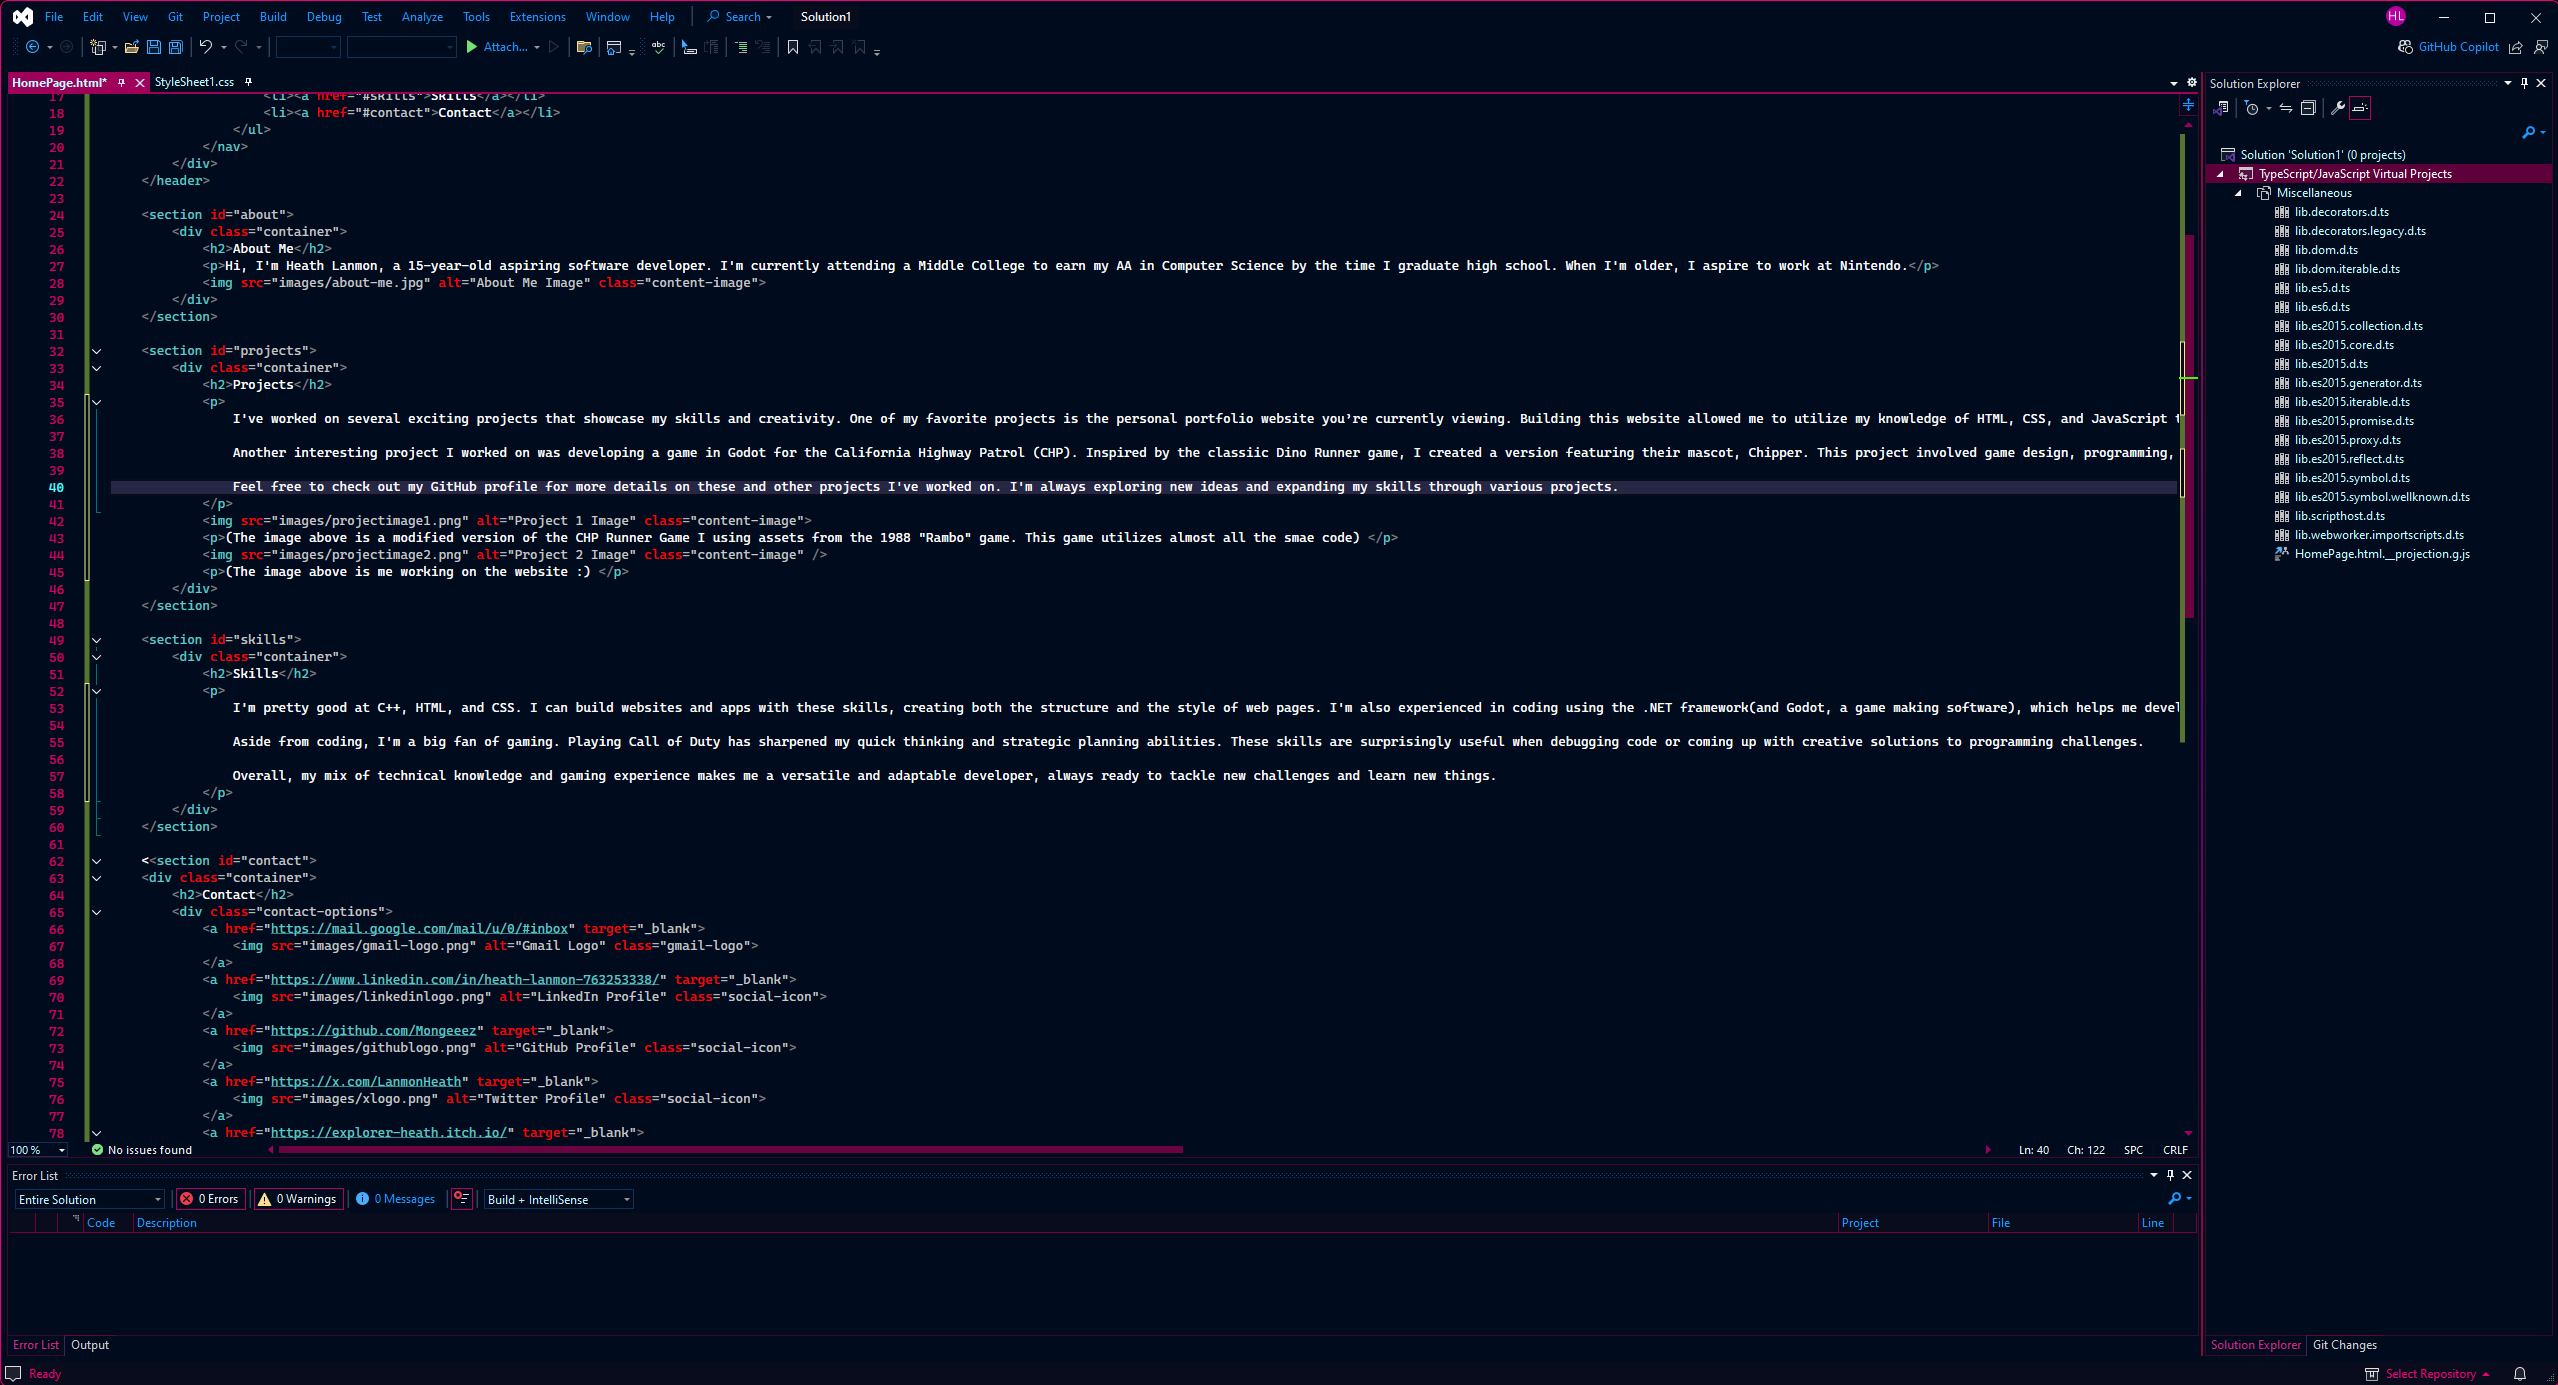 File Edit View Git Project Build Debug Test Analyze Tools Extensions Window Help Search Solution1 HL
Attach... GitHub Copilot
HomePage.html* StyleSheet1.css
17 <li><a href="#skills">Skills</a></li>
18 <li><a href="#contact">Contact</a></li>
19 </ul>
20 </nav>
21 </div>
22 </header>
23
24 <section id="about">
25 <div class="container">
26 <h2>About Me</h2>
27 <p>Hi, I'm Heath Lanmon, a 15-year-old aspiring software developer. I'm currently attending a Middle College to earn my AA in Computer Science by the time I graduate high school. When I'm older, I aspire to work at Nintendo.</p>
28 <img src="images/about-me.jpg" alt="About Me Image" class="content-image">
29 </div>
30 </section>
31
32 <section id="projects">
33 <div class="container">
34 <h2>Projects</h2>
35 <p>
36 I've worked on several exciting projects that showcase my skills and creativity. One of my favorite projects is the personal portfolio website you’re currently viewing. Building this website allowed me to utilize my knowledge of HTML, CSS, and JavaScript t
37
38 Another interesting project I worked on was developing a game in Godot for the California Highway Patrol (CHP). Inspired by the classiic Dino Runner game, I created a version featuring their mascot, Chipper. This project involved game design, programming,
39
40 Feel free to check out my GitHub profile for more details on these and other projects I've worked on. I'm always exploring new ideas and expanding my skills through various projects.
41 </p>
42 <img src="images/projectimage1.png" alt="Project 1 Image" class="content-image">
43 <p>(The image above is a modified version of the CHP Runner Game I using assets from the 1988 "Rambo" game. This game utilizes almost all the smae code) </p>
44 <img src="images/projectimage2.png" alt="Project 2 Image" class="content-image" />
45 <p>(The image above is me working on the website :) </p>
46 </div>
47 </section>
48
49 <section id="skills">
50 <div class="container">
51 <h2>Skills</h2>
52 <p>
53 I'm pretty good at C++, HTML, and CSS. I can build websites and apps with these skills, creating both the structure and the style of web pages. I'm also experienced in coding using the .NET framework(and Godot, a game making software), which helps me devel
54
55 Aside from coding, I'm a big fan of gaming. Playing Call of Duty has sharpened my quick thinking and strategic planning abilities. These skills are surprisingly useful when debugging code or coming up with creative solutions to programming challenges.
56
57 Overall, my mix of technical knowledge and gaming experience makes me a versatile and adaptable developer, always ready to tackle new challenges and learn new things.
58 </p>
59 </div>
60 </section>
61
62 <<section id="contact">
63 <div class="container">
64 <h2>Contact</h2>
65 <div class="contact-options">
66 <a href="https://mail.google.com/mail/u/0/#inbox" target="_blank">
67 <img src="images/gmail-logo.png" alt="Gmail Logo" class="gmail-logo">
68 </a>
69 <a href="https://www.linkedin.com/in/heath-lanmon-763253338/" target="_blank">
70 <img src="images/linkedinlogo.png" alt="LinkedIn Profile" class="social-icon">
71 </a>
72 <a href="https://github.com/Mongeeez" target="_blank">
73 <img src="images/githublogo.png" alt="GitHub Profile" class="social-icon">
74 </a>
75 <a href="https://x.com/LanmonHeath" target="_blank">
76 <img src="images/xlogo.png" alt="Twitter Profile" class="social-icon">
77 </a>
78 <a href="https://explorer-heath.itch.io/" target="_blank">
100 % No issues found Ln: 40 Ch: 122 SPC CRLF
Error List
Entire Solution 0 Errors 0 Warnings 0 Messages Build + IntelliSense
Code Description Project File Line
Error List Output
Ready
Solution Explorer
Solution 'Solution1' (0 projects)
TypeScript/JavaScript Virtual Projects
Miscellaneous
lib.decorators.d.ts
lib.decorators.legacy.d.ts
lib.dom.d.ts
lib.dom.iterable.d.ts
lib.es5.d.ts
lib.es6.d.ts
lib.es2015.collection.d.ts
lib.es2015.core.d.ts
lib.es2015.d.ts
lib.es2015.generator.d.ts
lib.es2015.iterable.d.ts
lib.es2015.promise.d.ts
lib.es2015.proxy.d.ts
lib.es2015.reflect.d.ts
lib.es2015.symbol.d.ts
lib.es2015.symbol.wellknown.d.ts
lib.scripthost.d.ts
lib.webworker.importscripts.d.ts
HomePage.html.__projection.g.js
Solution Explorer Git Changes
Select Repository